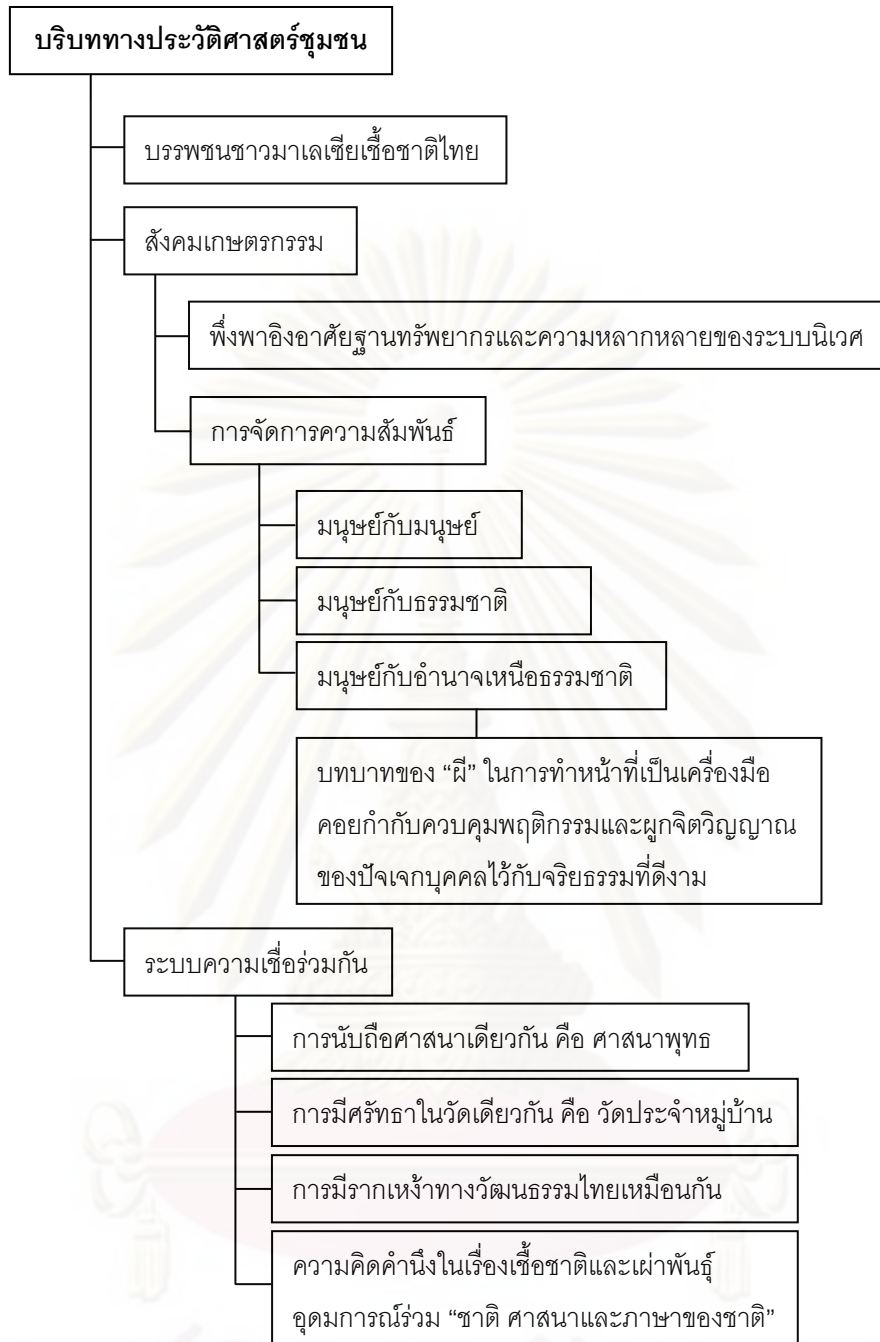 บริบททางประวัติศาสตร์ชุมชน
บรรพชนชาวมาเลเซียเชื้อชาติไทย
สังคมเกษตรกรรม
พึ่งพาอิงอาศัยฐานทรัพยากรและความหลากหลายของระบบนิเวศ
การจัดการความสัมพันธ์
มนุษย์กับมนุษย์
มนุษย์กับธรรมชาติ
มนุษย์กับอำนาจเหนือธรรมชาติ
บทบาทของ “ผี” ในการทำหน้าที่เป็นเครื่องมือ
คอยกำกับควบคุมพฤติกรรมและผูกจิตวิญญาณ
ของปัจเจกบุคคลไว้กับจริยธรรมที่ดีงาม
ระบบความเชื่อร่วมกัน
การนับถือศาสนาเดียวกัน คือ ศาสนาพุทธ
การมีศรัทธาในวัดเดียวกัน คือ วัดประจำหมู่บ้าน
การมีรากเหง้าทางวัฒนธรรมไทยเหมือนกัน
ความคิดคำนึงในเรื่องเชื้อชาติและเผ่าพันธุ์
อุดมการณ์ร่วม “ชาติ ศาสนาและภาษาของชาติ”